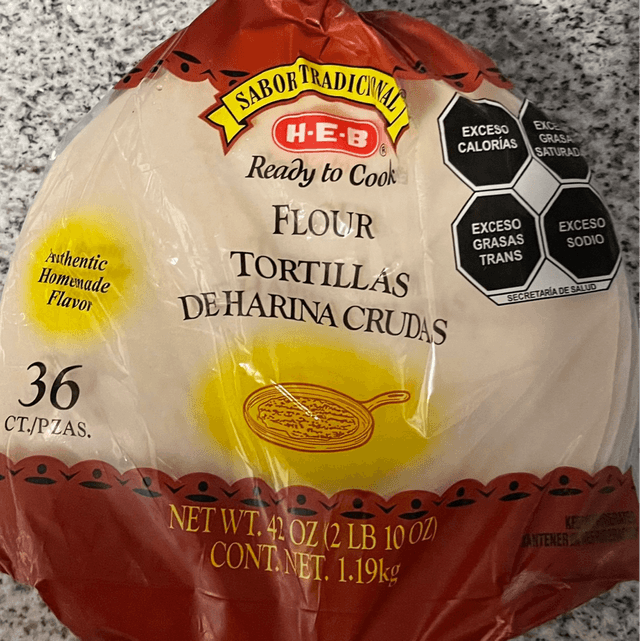 SABOR TRADICIONAL
H-E-B
®
Ready to Cook
FLOUR
TORTILLAS
DE HARINA CRUDAS
Authentic
Homemade
Flavor
36
CT./PZAS.
EXCESO
CALORÍAS
GRASAS
EXCESO
GRASAS
TRANS
EXCESO
SODIO
SECRETARÍA DE SALUD
NET WT. 42 OZ (2 LB 10 OZ)
CONT. NET. 1.19kg